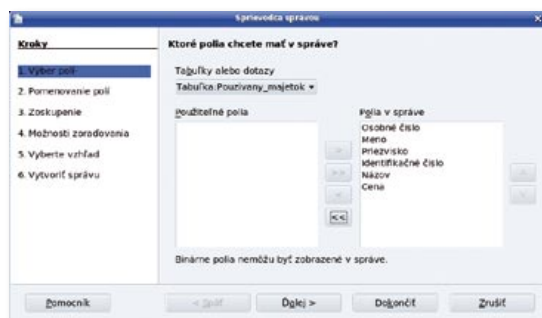 Sprievodca správou
Kroky
1. Výber polí
2. Pomenovanie polí
3. Zoskupenie
4. Možnosti zoraďovania
5. Vyberte vzhľad
6. Vytvoriť správu
Ktoré polia chcete mať v správe?
Tabuľky alebo dotazy
Tabuľka:Pouzivany_majetok
Použiteľné polia
Polia v správe
Osobné číslo
Meno
Priezvisko
Identifikačné číslo
Názov
Cena
>
>>
<
<<
Binárne polia nemôžu byť zobrazené v správe.
Pomocník
< Späť
Ďalej >
Dokončiť
Zrušiť